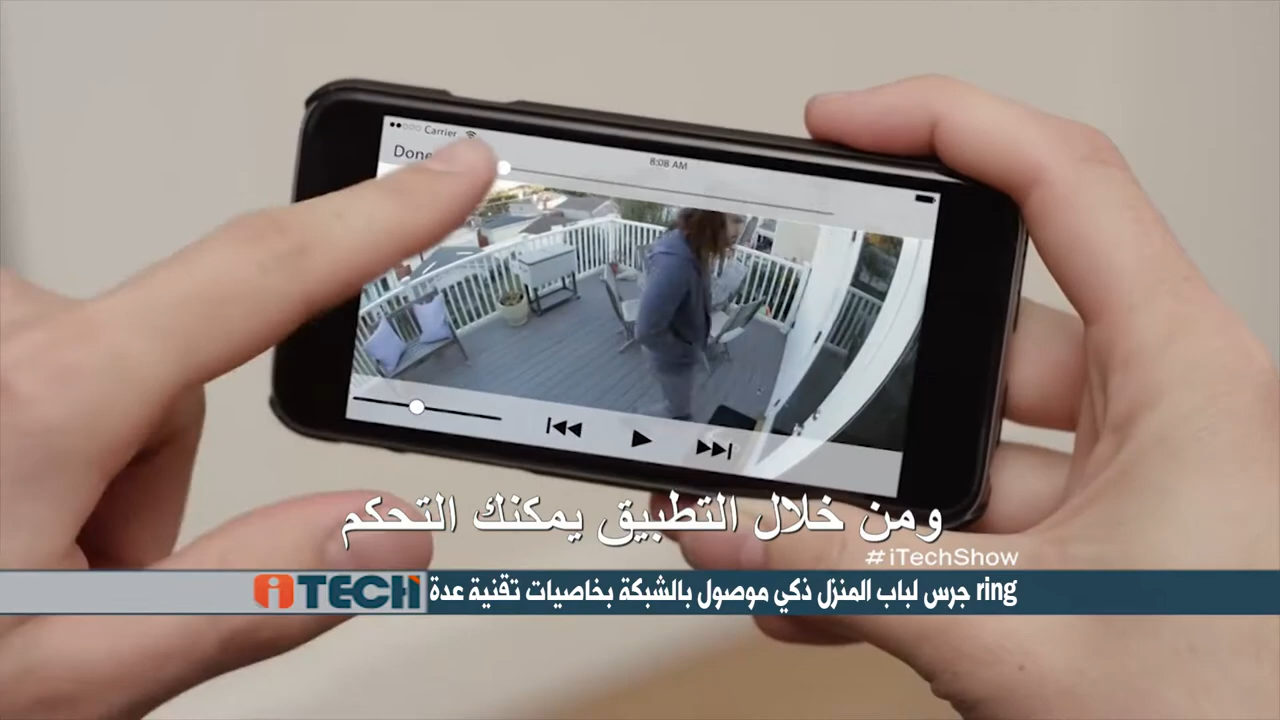 Carrier
8:08 AM
Done
ومن خلال التطبيق يمكنك التحكم
#iTechShow
ring جرس لباب المنزل ذكي موصول بالشبكة بخاصيات تقنية عدة
iTECH